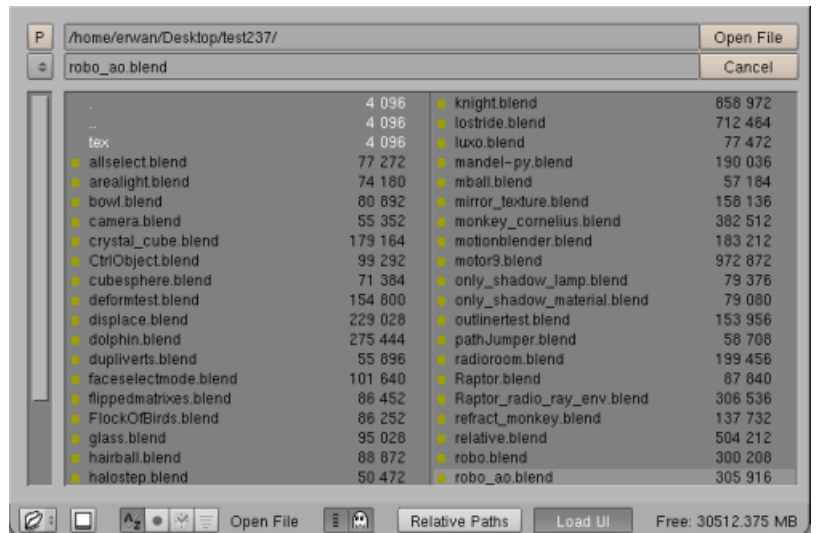 P /home/erwan/Desktop/test237/ Open File
robo_ao.blend Cancel
. 4 096
.. 4 096
tex 4 096
allselect.blend 77 272
arealight.blend 74 180
bowl.blend 80 892
camera.blend 55 352
crystal_cube.blend 179 164
CtrlObject.blend 99 292
cubesphere.blend 71 384
deformtest.blend 154 800
displace.blend 229 028
dolphin.blend 275 444
dupliverts.blend 55 896
faceselectmode.blend 101 640
flippedmatrixes.blend 86 452
FlockOfBirds.blend 86 252
glass.blend 95 028
hairball.blend 88 872
halostep.blend 50 472
knight.blend 858 972
lostride.blend 712 464
luxo.blend 77 472
mandel-py.blend 190 036
mball.blend 57 184
mirror_texture.blend 158 136
monkey_cornelius.blend 382 512
motionblender.blend 183 212
motor9.blend 972 872
only_shadow_lamp.blend 79 376
only_shadow_material.blend 79 080
outlinertest.blend 153 956
pathJumper.blend 58 708
radioroom.blend 199 456
Raptor.blend 87 840
Raptor_radio_ray_env.blend 306 536
refract_monkey.blend 137 732
relative.blend 504 212
robo.blend 300 208
robo_ao.blend 305 916
AZ Open File Relative Paths Load UI Free: 30512.375 MB